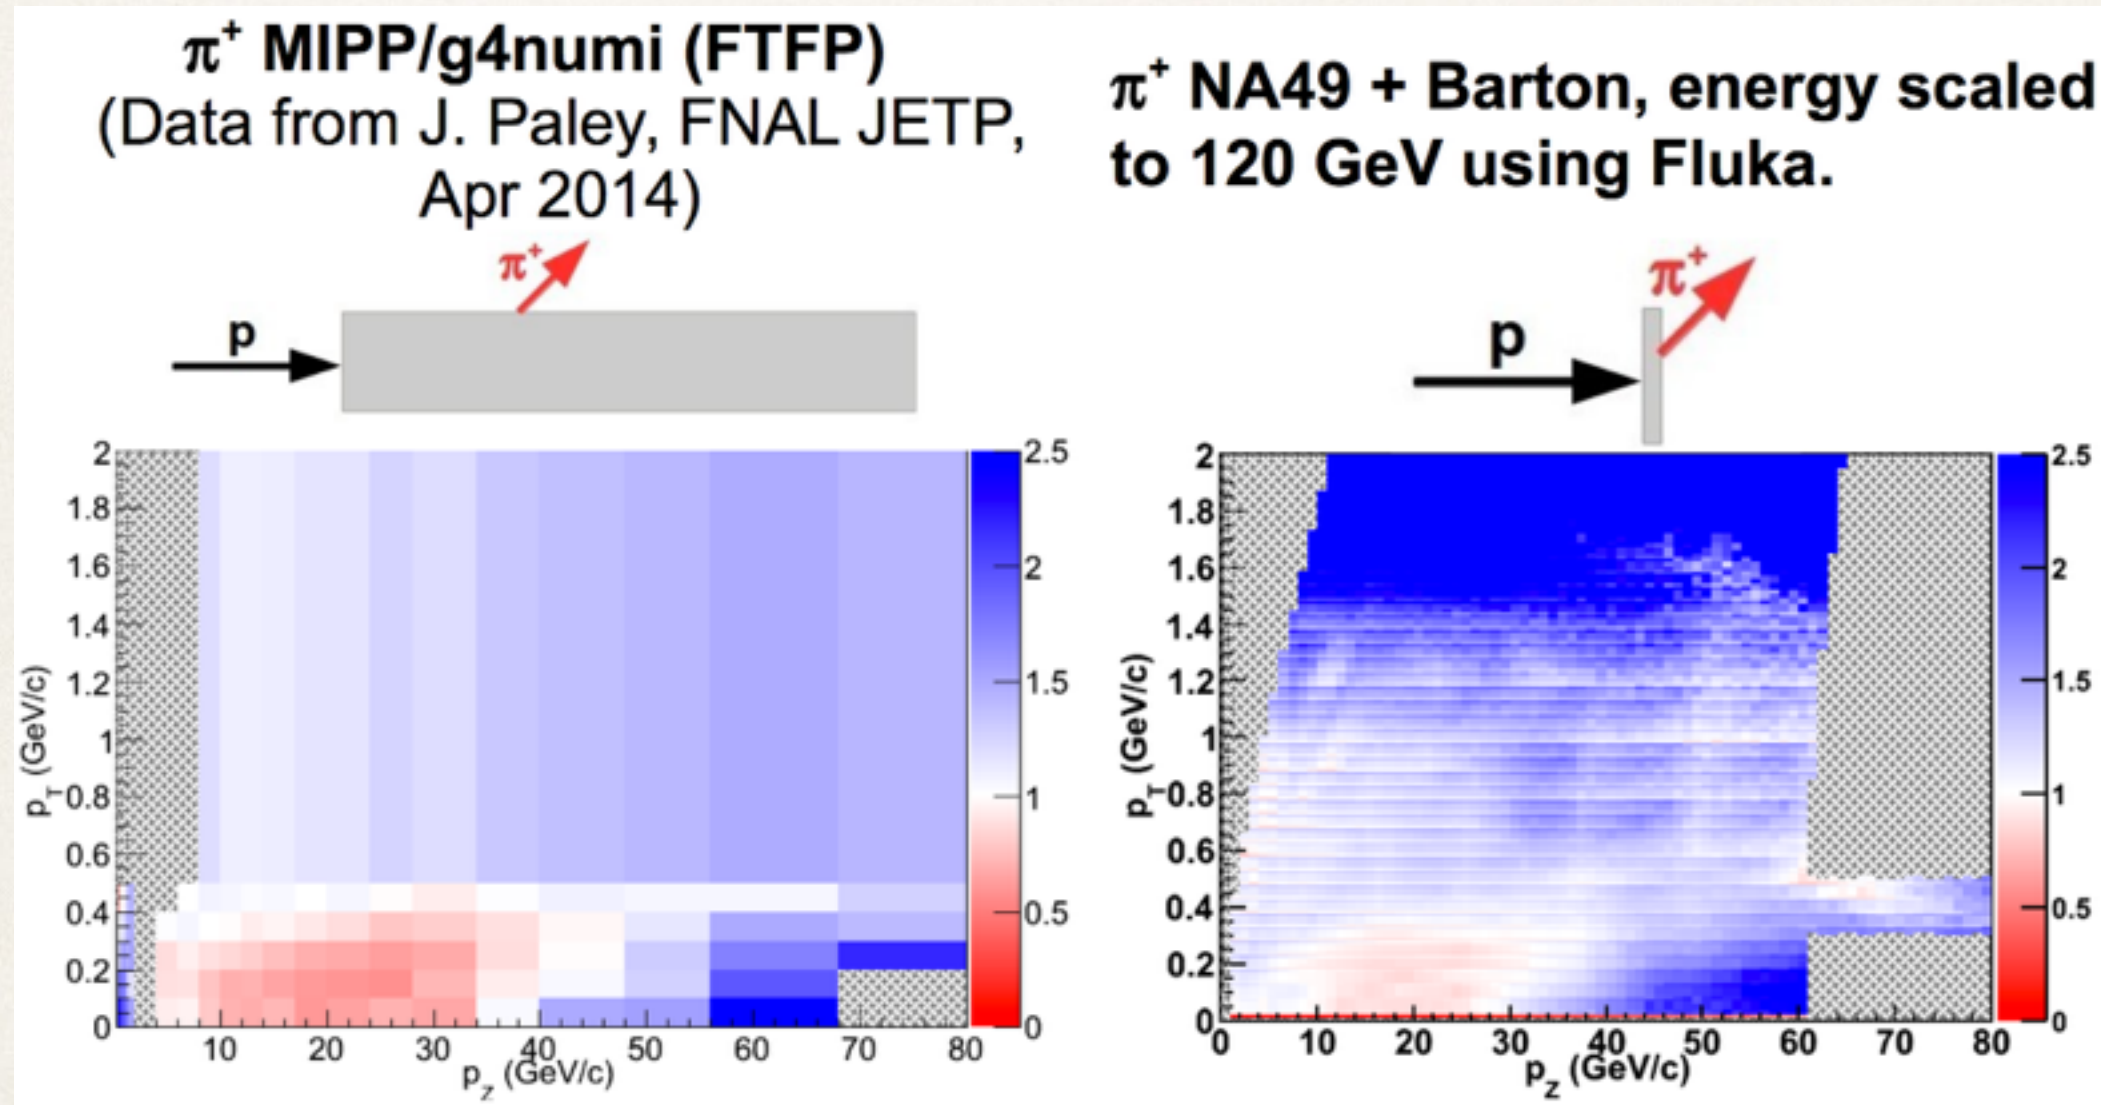 π⁺ MIPP/g4numi (FTFP)
(Data from J. Paley, FNAL JETP,
Apr 2014)
π⁺
p
2
1.8
1.6
1.4
1.2
1
0.8
0.6
0.4
0.2
0
p_T (GeV/c)
10 20 30 40 50 60 70 80
p_z (GeV/c)
2.5
2
1.5
1
0.5
0
π⁺ NA49 + Barton, energy scaled
to 120 GeV using Fluka.
π⁺
p
2
1.8
1.6
1.4
1.2
1
0.8
0.6
0.4
0.2
0
p_T (GeV/c)
0 10 20 30 40 50 60 70 80
p_z (GeV/c)
2.5
2
1.5
1
0.5
0